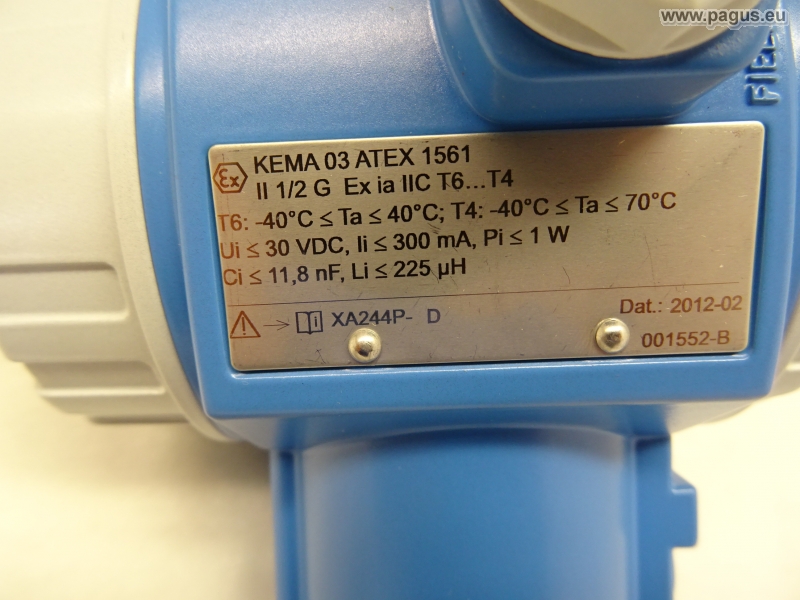 www.pagus.eu
FIEL
Ex KEMA 03 ATEX 1561
II 1/2 G Ex ia IIC T6...T4
T6: -40°C ≤ Ta ≤ 40°C; T4: -40°C ≤ Ta ≤ 70°C
Ui ≤ 30 VDC, Ii ≤ 300 mA, Pi ≤ 1 W
Ci ≤ 11,8 nF, Li ≤ 225 µH
⚠ → i XA244P- D
Dat.: 2012-02
001552-B